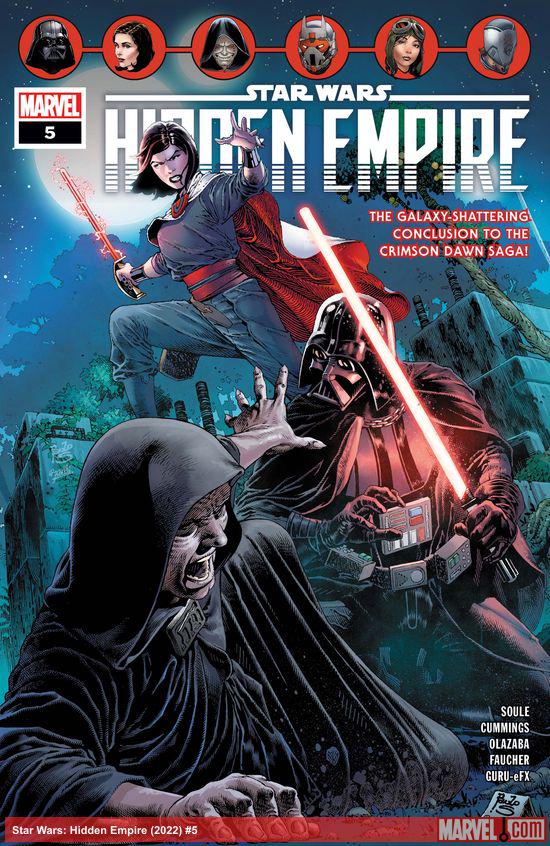 MARVEL
5
STAR WARS
HIDDEN EMPIRE
THE GALAXY-SHATTERING
CONCLUSION TO THE
CRIMSON DAWN SAGA!
SOULE
CUMMINGS
OLAZABA
FAUCHER
GURU-eFX
Star Wars: Hidden Empire (2022) #5
MARVEL.com